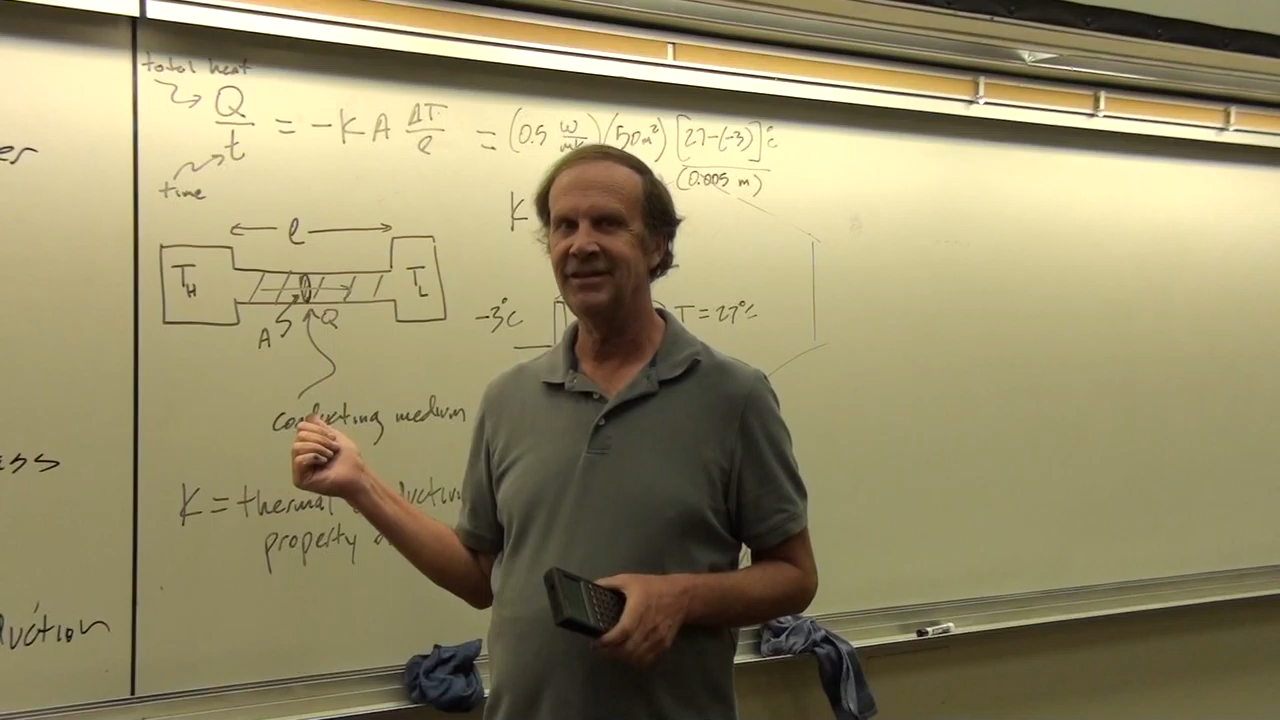 total heat
Q/t = -KA ΔT/l = (0.5 W/mK)(50m²)[27-(-3)]°C/(0.005 m)
time
K
l
T_H
T_L
A
Q
-3°C
T = 27°C
conducting medium
K = thermal
property
ess
uction